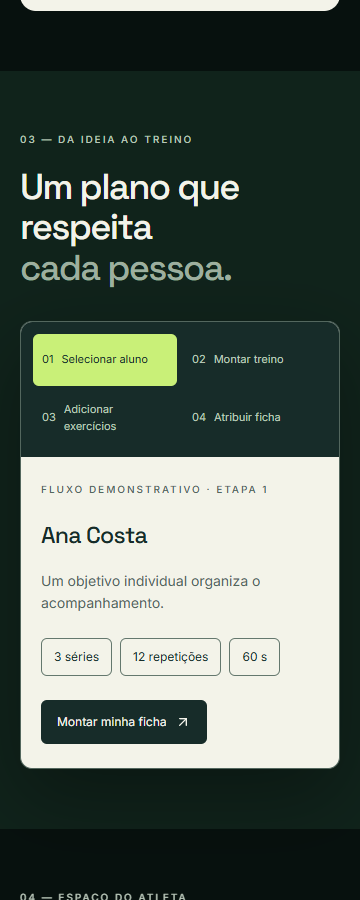 03 — DA IDEIA AO TREINO
Um plano que
respeita
cada pessoa.
01 Selecionar aluno
02 Montar treino
03 Adicionar
exercícios
04 Atribuir ficha
FLUXO DEMONSTRATIVO · ETAPA 1
Ana Costa
Um objetivo individual organiza o
acompanhamento.
3 séries
12 repetições
60 s
Montar minha ficha
04 — ESPAÇO DO ATLETA